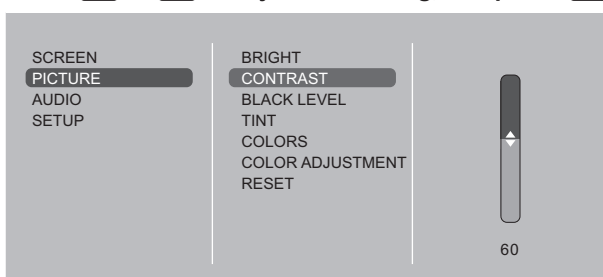 SCREEN
PICTURE
AUDIO
SETUP
BRIGHT
CONTRAST
BLACK LEVEL
TINT
COLORS
COLOR ADJUSTMENT
RESET
60